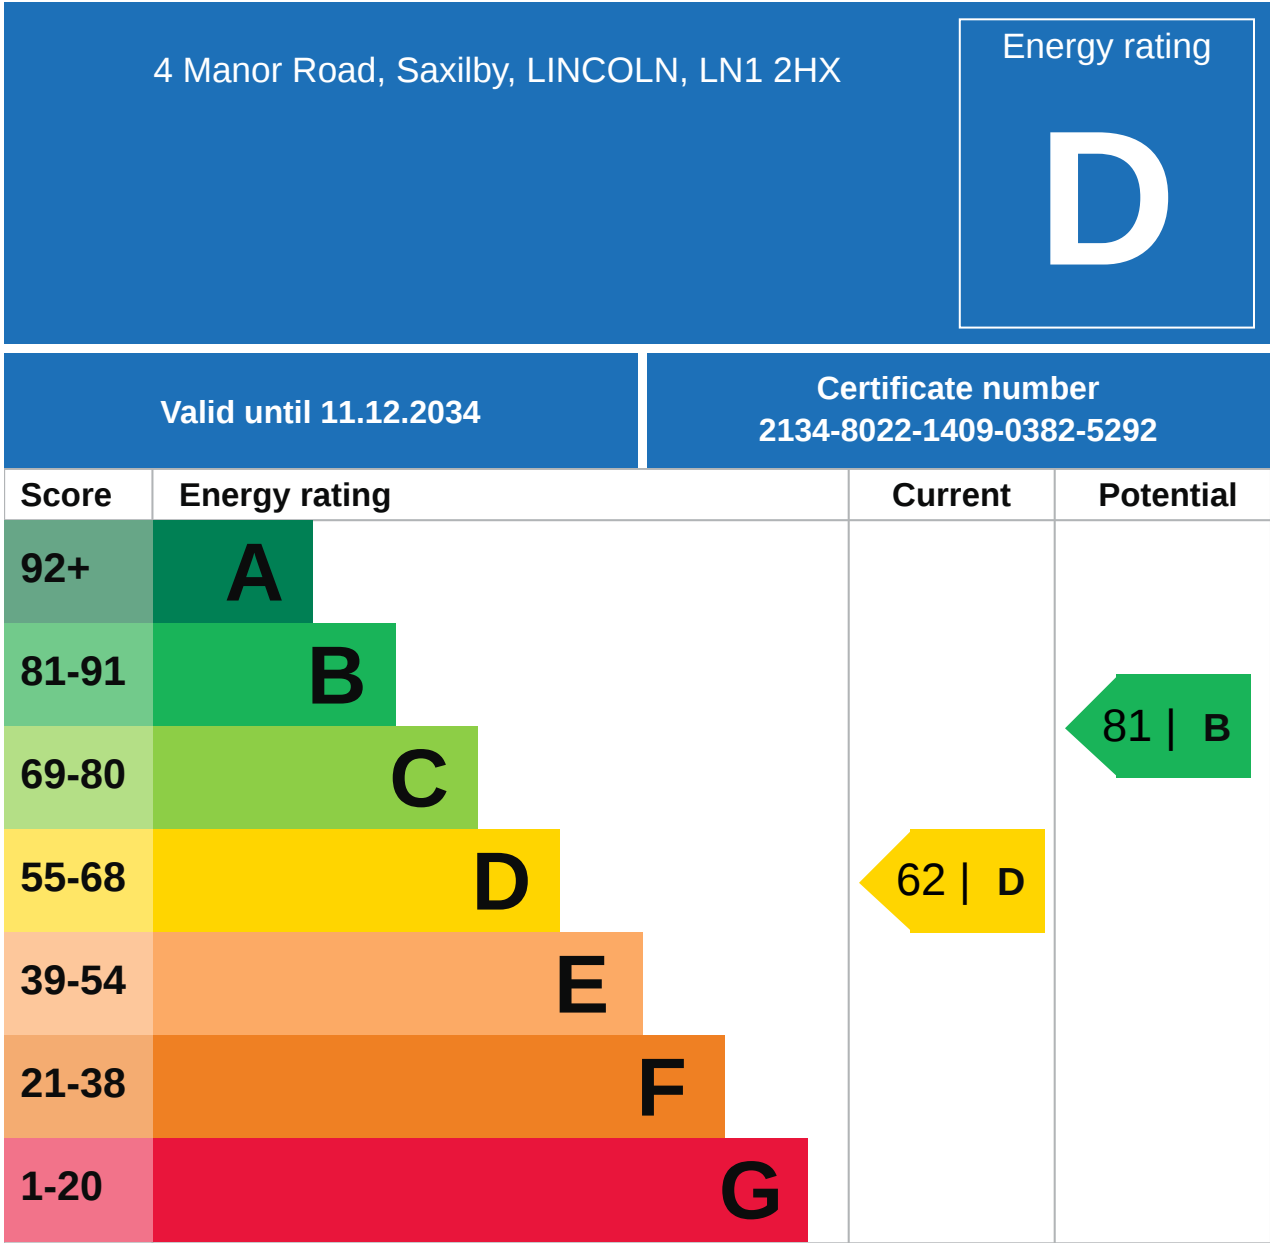 4 Manor Road, Saxilby, LINCOLN, LN1 2HX
Energy rating
D
Valid until 11.12.2034
Certificate number
2134-8022-1409-0382-5292
Score Energy rating Current Potential
92+ A
81-91 B
81 | B
69-80 C
55-68 D
62 | D
39-54 E
21-38 F
1-20 G